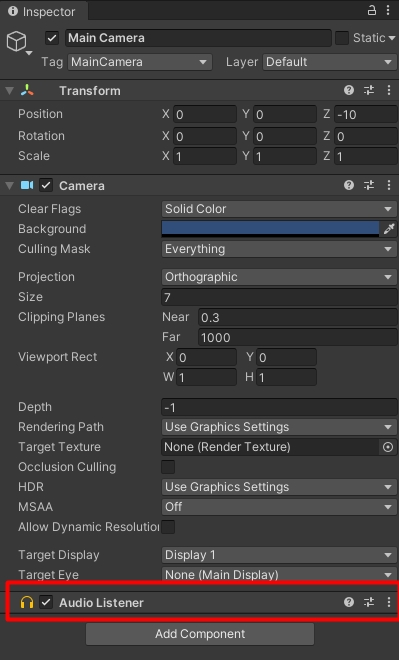 Inspector
Main Camera Static
Tag MainCamera Layer Default
Transform
Position X 0 Y 0 Z -10
Rotation X 0 Y 0 Z 0
Scale X 1 Y 1 Z 1
Camera
Clear Flags Solid Color
Background
Culling Mask Everything
Projection Orthographic
Size 7
Clipping Planes Near 0.3
Far 1000
Viewport Rect X 0 Y 0
W 1 H 1
Depth -1
Rendering Path Use Graphics Settings
Target Texture None (Render Texture)
Occlusion Culling
HDR Use Graphics Settings
MSAA Off
Allow Dynamic Resolution
Target Display Display 1
Target Eye None (Main Display)
Audio Listener
Add Component